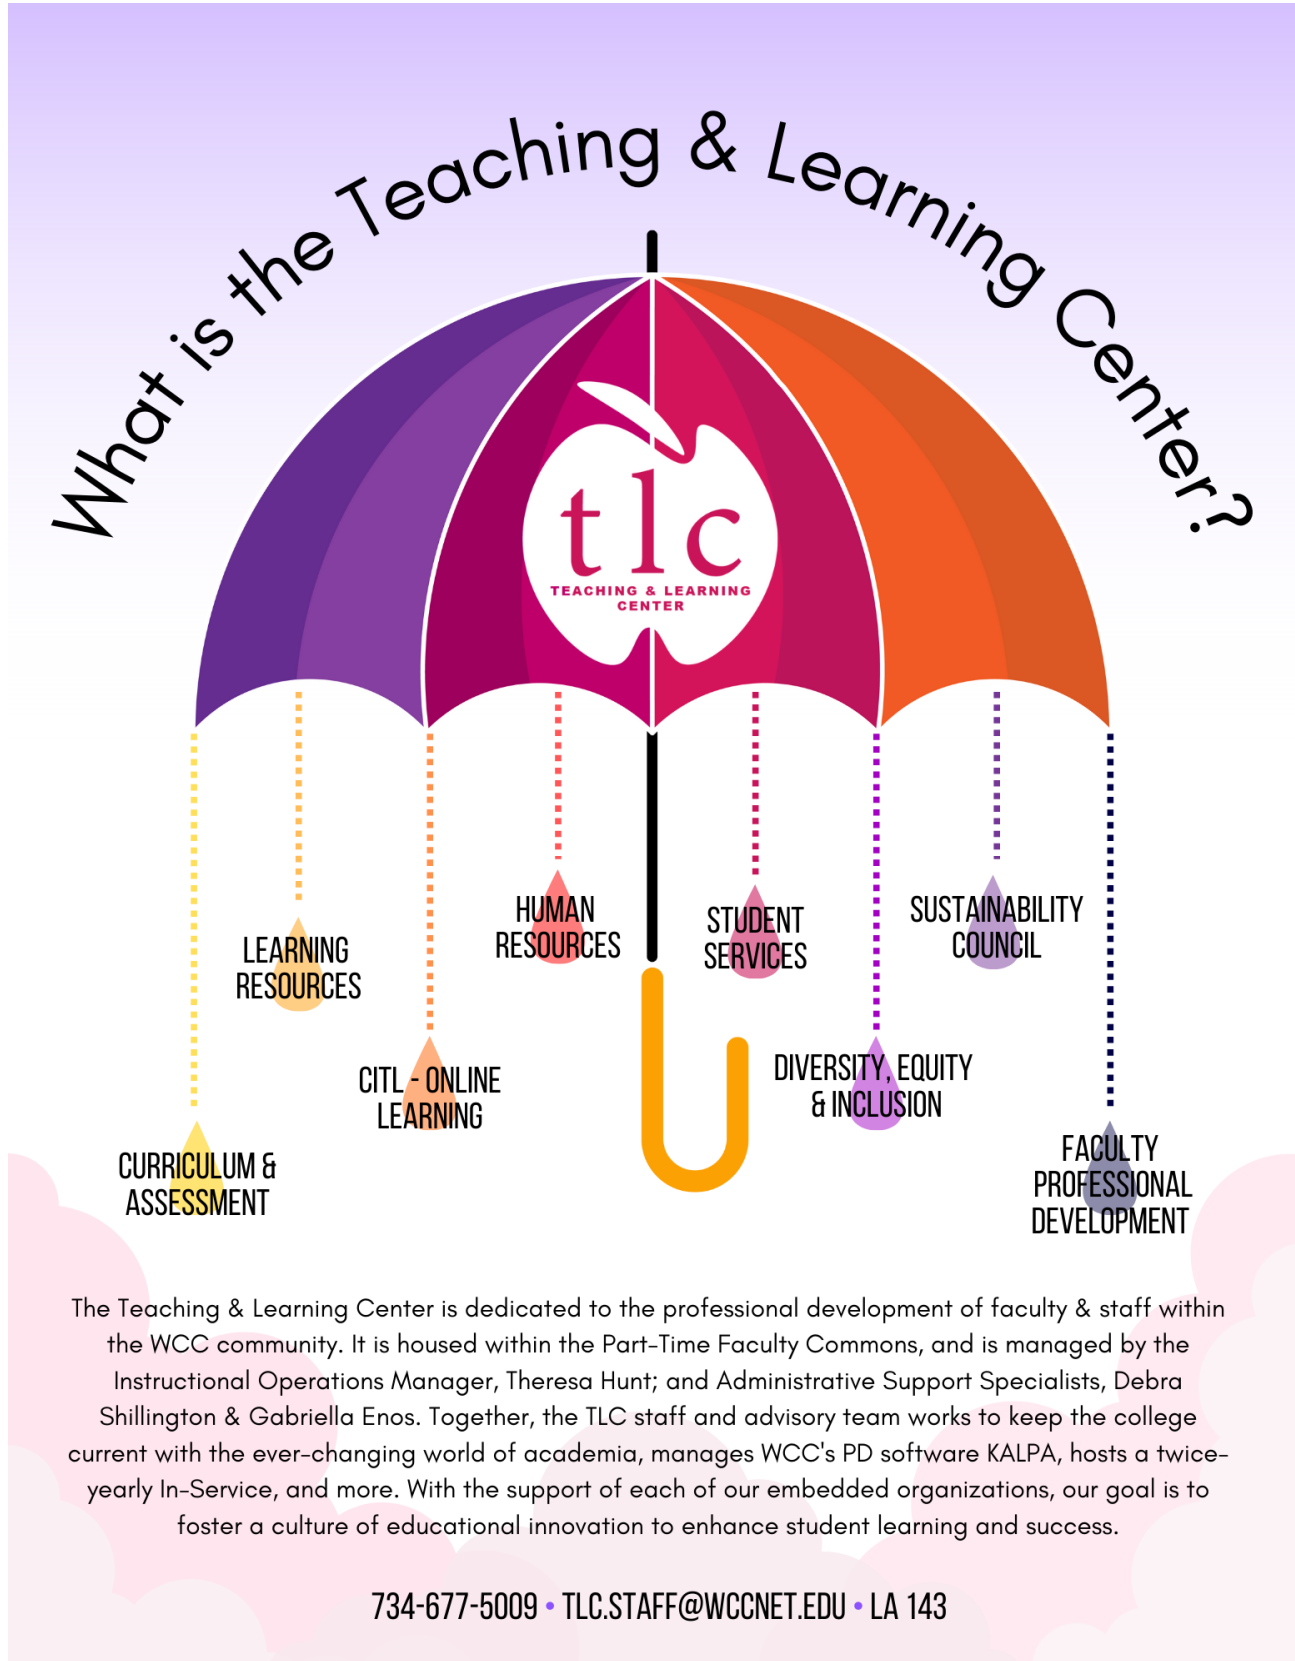 What is the Teaching & Learning Center?
tlc
TEACHING & LEARNING
CENTER
HUMAN
RESOURCES
STUDENT
SERVICES
SUSTAINABILITY
COUNCIL
LEARNING
RESOURCES
CITL - ONLINE
LEARNING
DIVERSITY, EQUITY
& INCLUSION
CURRICULUM &
ASSESSMENT
FACULTY
PROFESSIONAL
DEVELOPMENT
The Teaching & Learning Center is dedicated to the professional development of faculty & staff within
the WCC community. It is housed within the Part-Time Faculty Commons, and is managed by the
Instructional Operations Manager, Theresa Hunt; and Administrative Support Specialists, Debra
Shillington & Gabriella Enos. Together, the TLC staff and advisory team works to keep the college
current with the ever-changing world of academia, manages WCC's PD software KALPA, hosts a twice-
yearly In-Service, and more. With the support of each of our embedded organizations, our goal is to
foster a culture of educational innovation to enhance student learning and success.
734-677-5009 • TLC.STAFF@WCCNET.EDU • LA 143